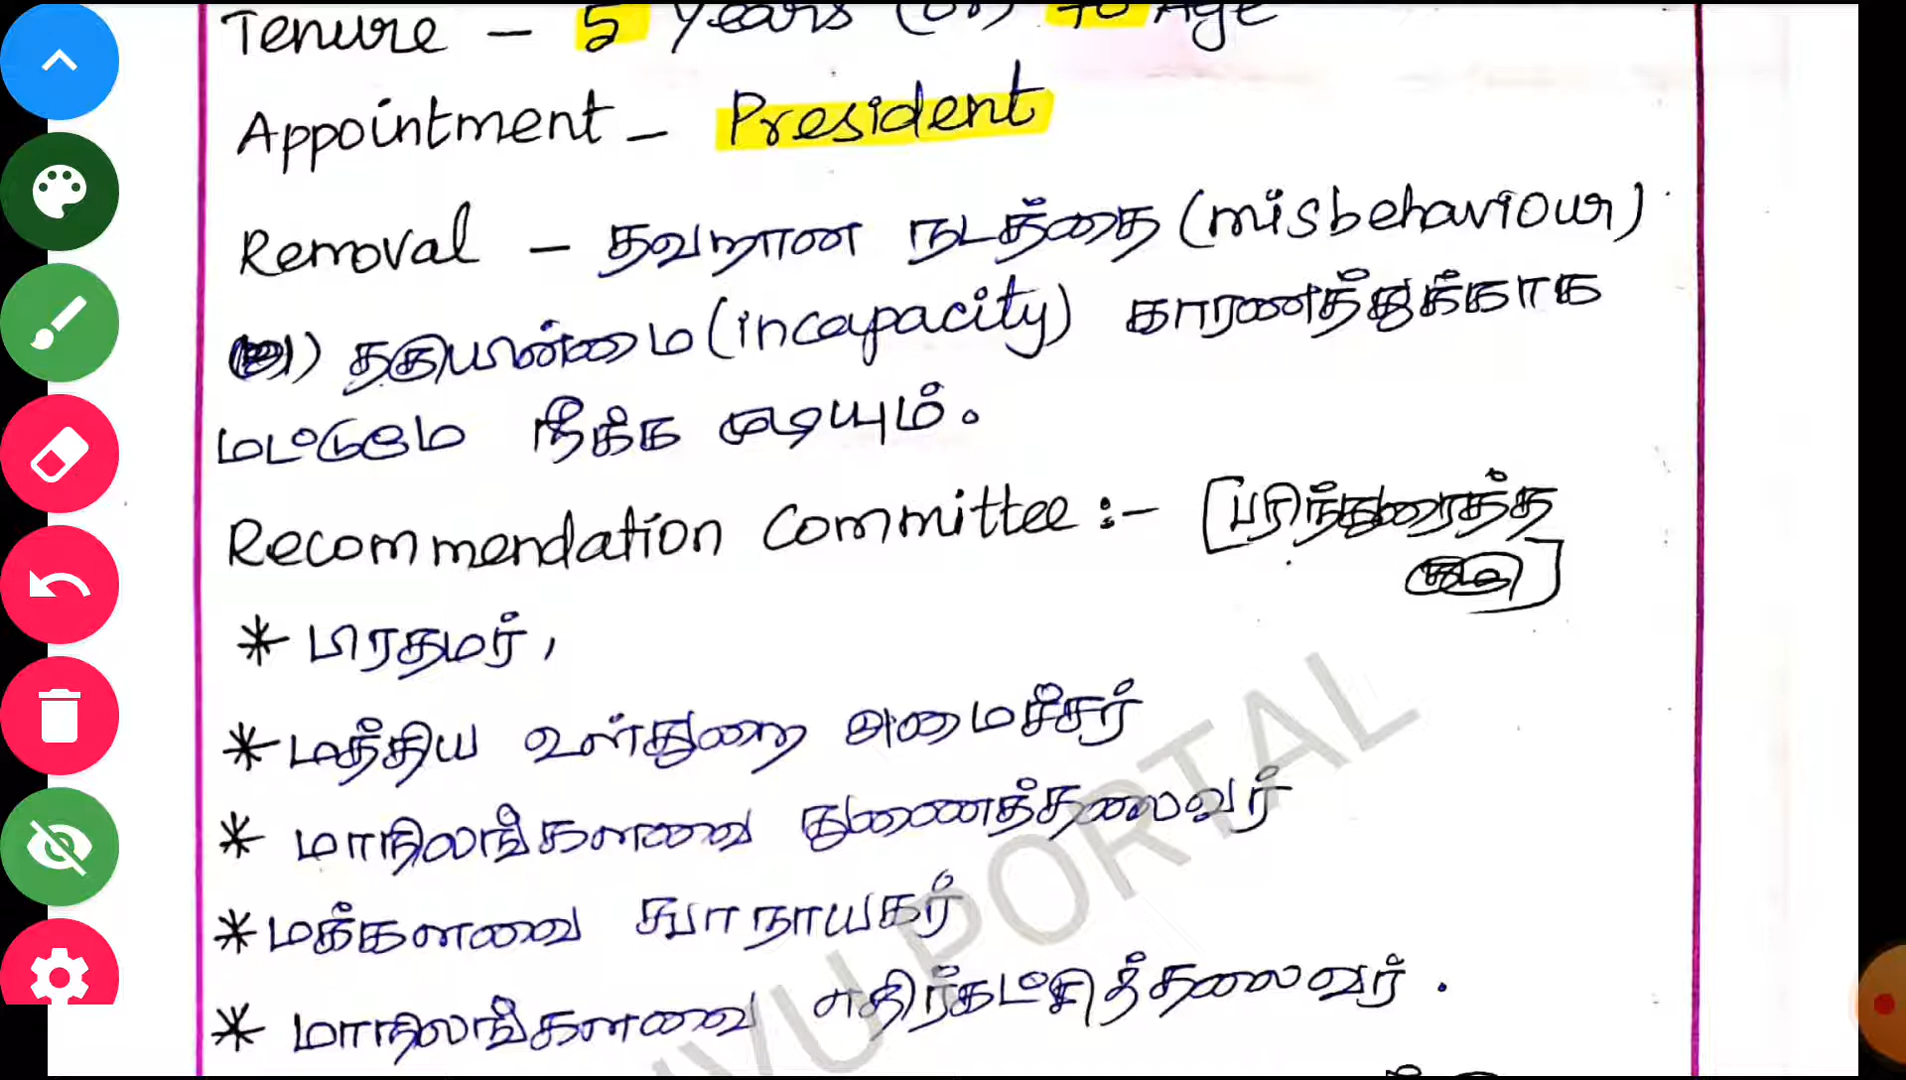 Tenure - 5 years (or) 70 Age
Appointment - President
Removal - தவறான நடத்தை (misbehaviour)
(அ) தகுயின்மை (incapacity) காரணத்துக்காக
மட்டுமே நீக்க முடியும்.
Recommendation Committee :- [பரிந்துரைத்த
குழு]
* பிரதமர்,
* மத்திய உள்துறை அமைச்சர்
* மாநிலங்களவை துணைத்தலைவர்
* மக்களவை சபாநாயகர்
* மாநிலங்களவை எதிர்கட்சித்தலைவர்.
VU PORTAL